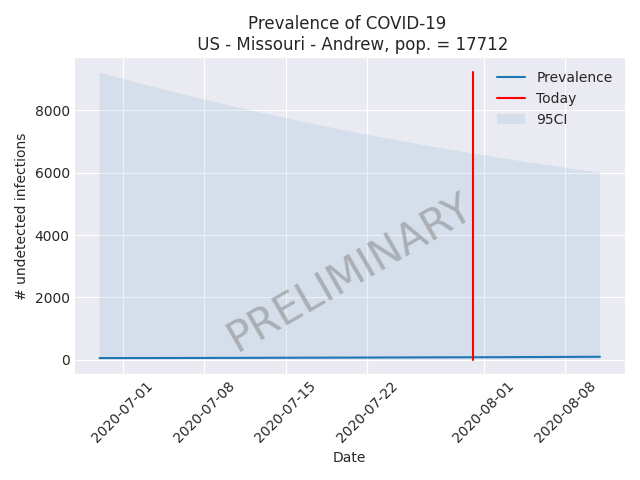 Prevalence of COVID-19
US - Missouri - Andrew, pop. = 17712
Prevalence
Today
95CI
# undetected infections
8000
6000
4000
2000
0
PRELIMINARY
2020-07-01
2020-07-08
2020-07-15
2020-07-22
2020-08-01
2020-08-08
Date